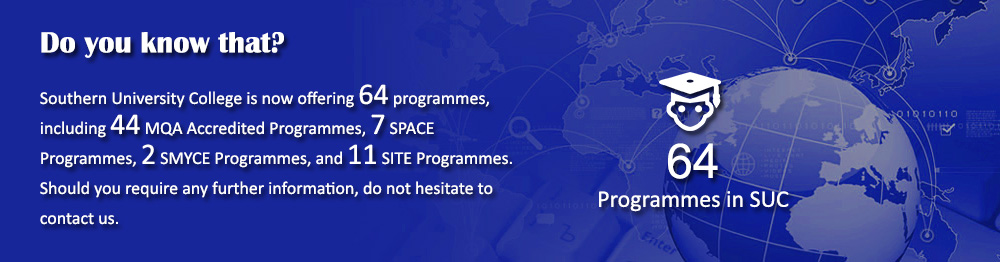 Do you know that?
Southern University College is now offering 64 programmes,
including 44 MQA Accredited Programmes, 7 SPACE
Programmes, 2 SMYCE Programmes, and 11 SITE Programmes.
Should you require any further information, do not hesitate to
contact us.
64
Programmes in SUC
Enter